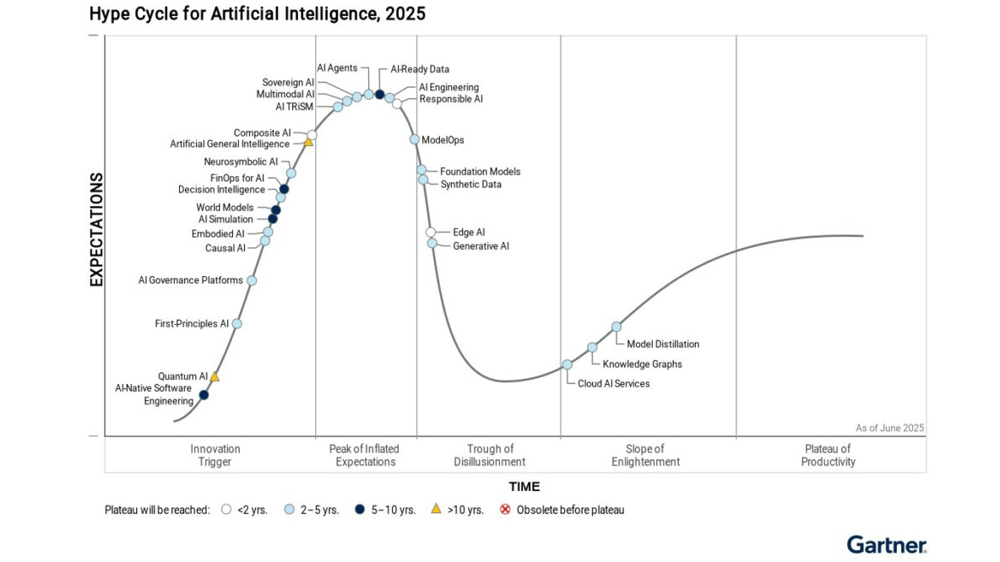 Hype Cycle for Artificial Intelligence, 2025
EXPECTATIONS
AI Agents
AI-Ready Data
Sovereign AI
AI Engineering
Multimodal AI
Responsible AI
AI TRiSM
Composite AI
Artificial General Intelligence
ModelOps
Neurosymbolic AI
Foundation Models
FinOps for AI
Synthetic Data
Decision Intelligence
World Models
AI Simulation
Embodied AI
Edge AI
Causal AI
Generative AI
AI Governance Platforms
First-Principles AI
Model Distillation
Knowledge Graphs
Quantum AI
Cloud AI Services
AI-Native Software
Engineering
As of June 2025
Innovation
Trigger
Peak of Inflated
Expectations
Trough of
Disillusionment
Slope of
Enlightenment
Plateau of
Productivity
TIME
Plateau will be reached: <2 yrs. 2–5 yrs. 5–10 yrs. >10 yrs. Obsolete before plateau
Gartner